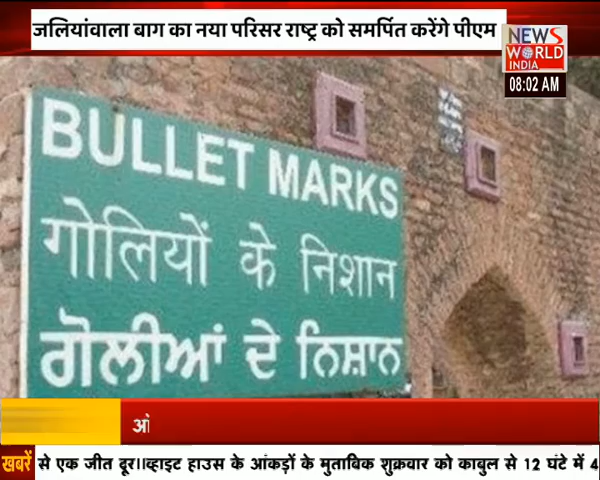 जलियांवाला बाग का नया परिसर राष्ट्र को समर्पित करेंगे पीएम
NEWS
WORLD
INDIA
08:02 AM
BULLET MARKS
गोलियों के निशान
ਗੋਲੀਆਂ ਦੇ ਨਿਸ਼ਾਨ
खबरें से एक जीत दूर।।व्हाइट हाउस के आंकड़ों के मुताबिक शुक्रवार को काबुल से 12 घंटे में 4